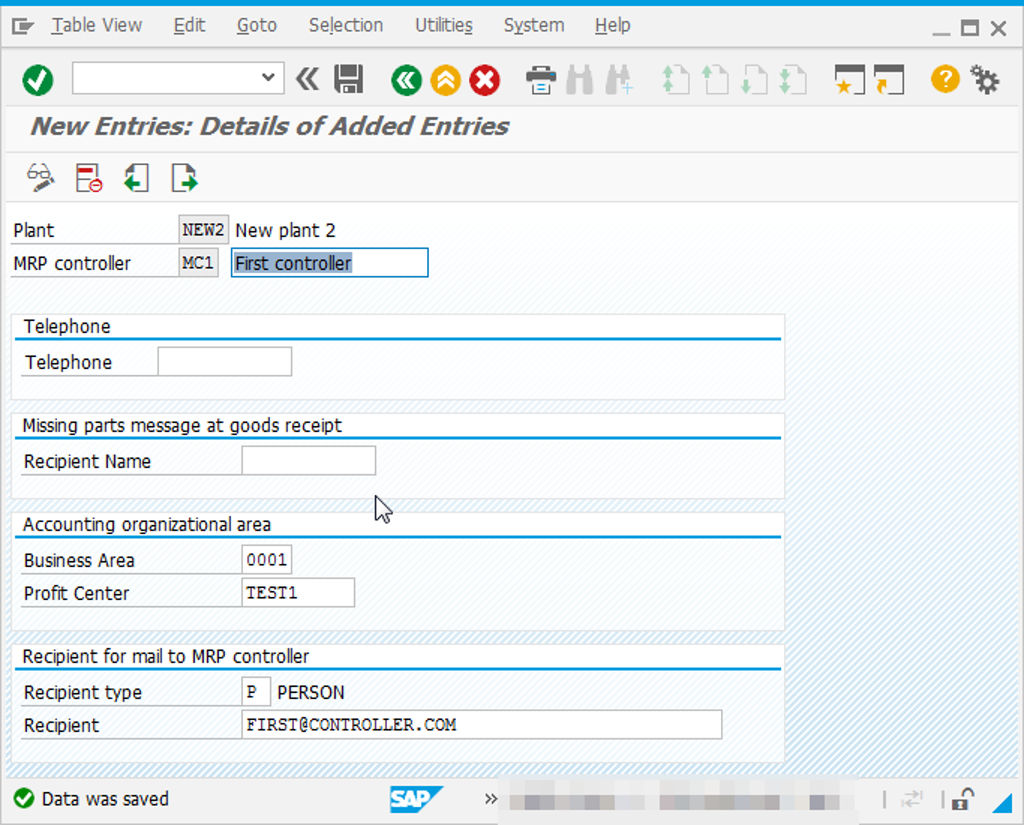 Table View Edit Goto Selection Utilities System Help
New Entries: Details of Added Entries
Plant NEW2 New plant 2
MRP controller MC1 First controller
Telephone
Telephone
Missing parts message at goods receipt
Recipient Name
Accounting organizational area
Business Area 0001
Profit Center TEST1
Recipient for mail to MRP controller
Recipient type P PERSON
Recipient FIRST@CONTROLLER.COM
Data was saved SAP